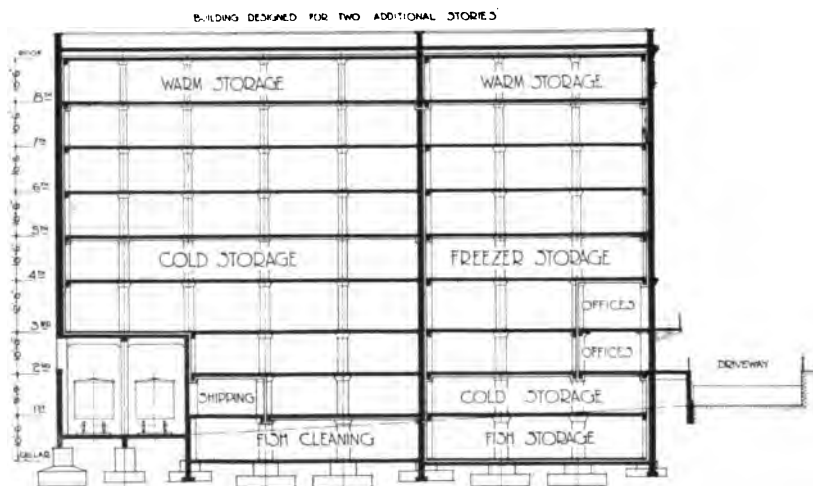 BUILDING DESIGNED FOR TWO ADDITIONAL STORIES
ROOF
WARM STORAGE WARM STORAGE
8TH
7TH
6TH
5TH
COLD STORAGE FREEZER STORAGE
4TH
OFFICES
3RD
OFFICES
2ND
DRIVEWAY
SHIPPING COLD STORAGE
1ST
FISH CLEANING FISH STORAGE
CELLAR